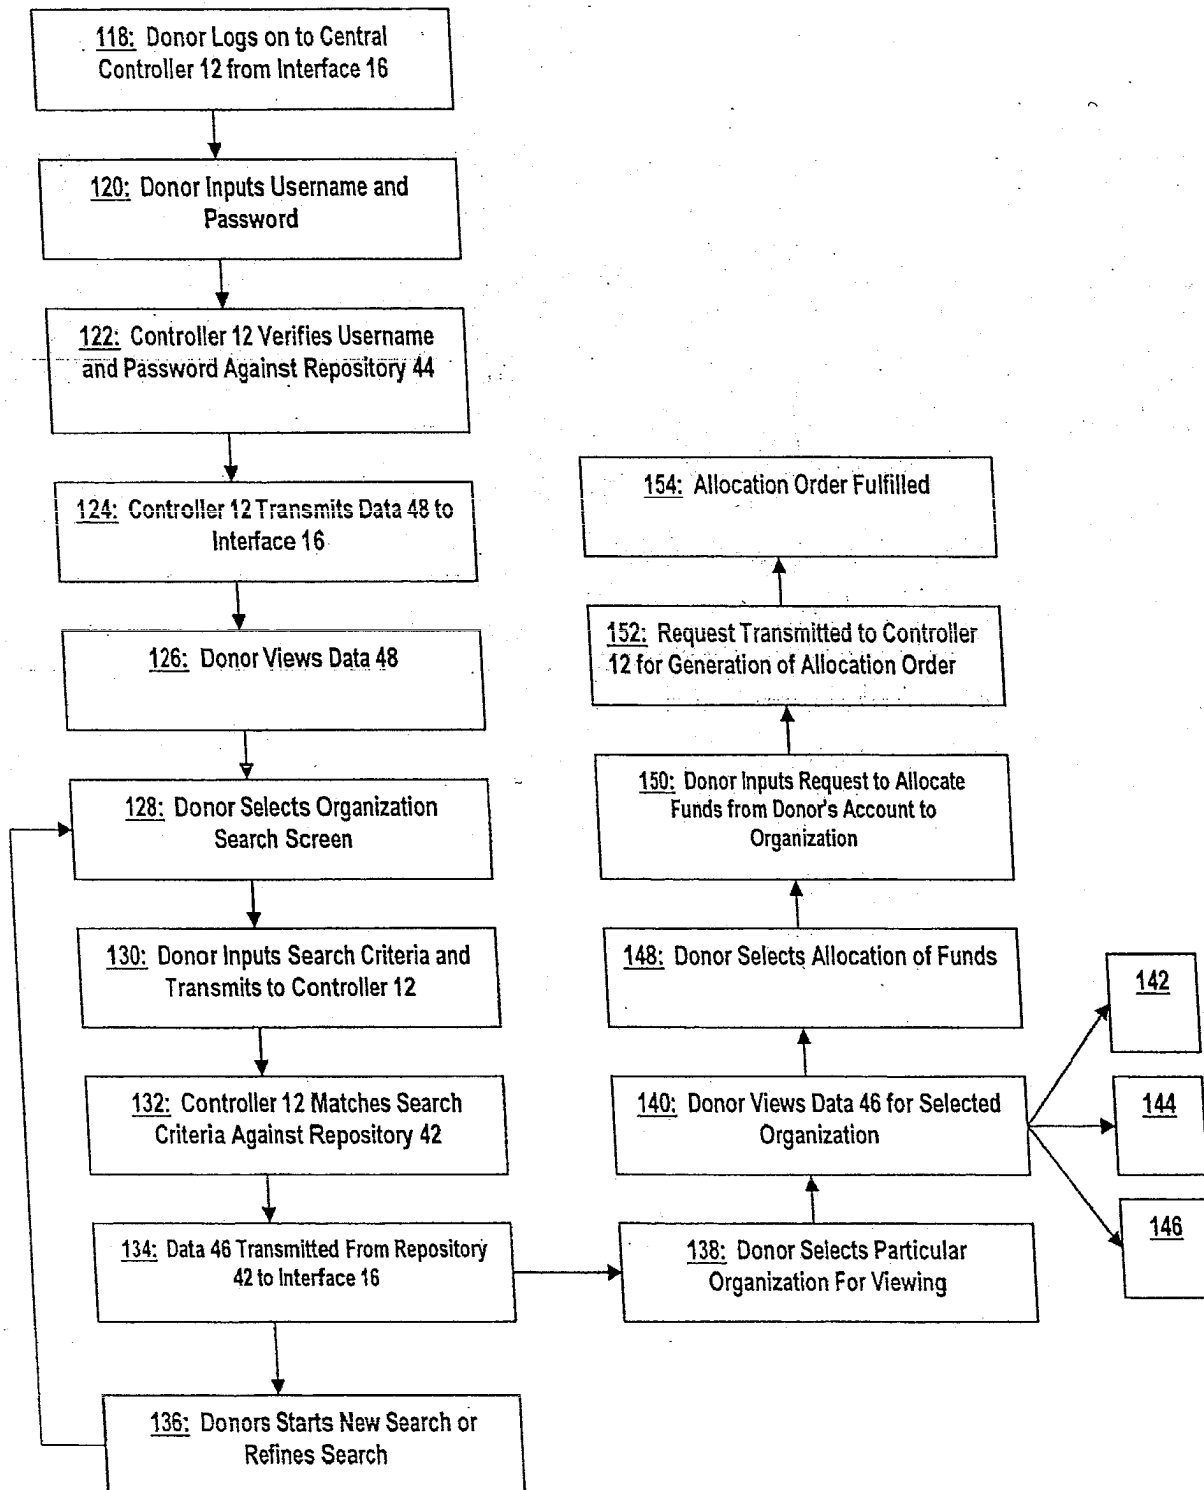 118: Donor Logs on to Central
Controller 12 from Interface 16
120: Donor Inputs Username and
Password
122: Controller 12 Verifies Username
and Password Against Repository 44
124: Controller 12 Transmits Data 48 to
Interface 16
126: Donor Views Data 48
128: Donor Selects Organization
Search Screen
130: Donor Inputs Search Criteria and
Transmits to Controller 12
132: Controller 12 Matches Search
Criteria Against Repository 42
134: Data 46 Transmitted From Repository
42 to Interface 16
136: Donors Starts New Search or
Refines Search
138: Donor Selects Particular
Organization For Viewing
140: Donor Views Data 46 for Selected
Organization
142
144
146
148: Donor Selects Allocation of Funds
150: Donor Inputs Request to Allocate
Funds from Donor's Account to
Organization
152: Request Transmitted to Controller
12 for Generation of Allocation Order
154: Allocation Order Fulfilled